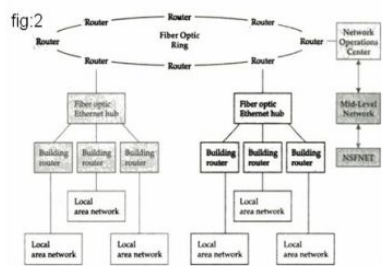 fig:2
Router
Router
Router
Router
Fiber Optic
Ring
Router
Router
Router
Router
Network
Operations
Center
Fiber optic
Ethernet hub
Fiber optic
Ethernet hub
Mid-Level
Network
Building
router
Building
router
Building
router
Building
router
Building
router
Building
router
NSFNET
Local
area network
Local
area network
Local
area network
Local
area network
Local
area network
Local
area network